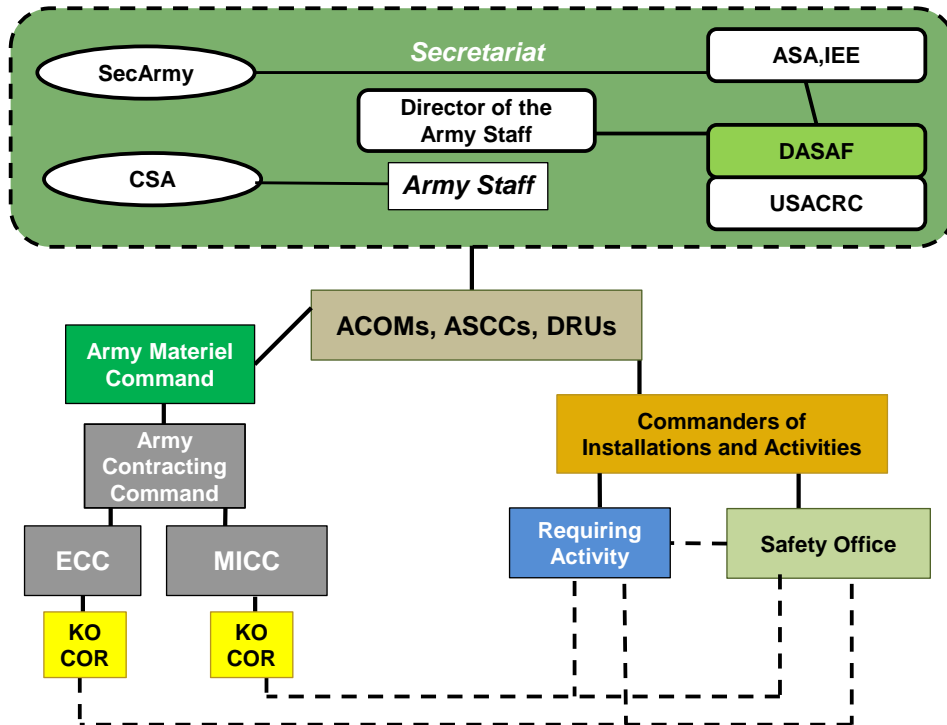 Secretariat
SecArmy
ASA,IEE
Director of the
Army Staff
DASAF
CSA
Army Staff
USACRC
ACOMs, ASCCs, DRUs
Army Materiel
Command
Commanders of
Installations and Activities
Army
Contracting
Command
Requiring
Activity
Safety Office
ECC
MICC
KO
COR
KO
COR